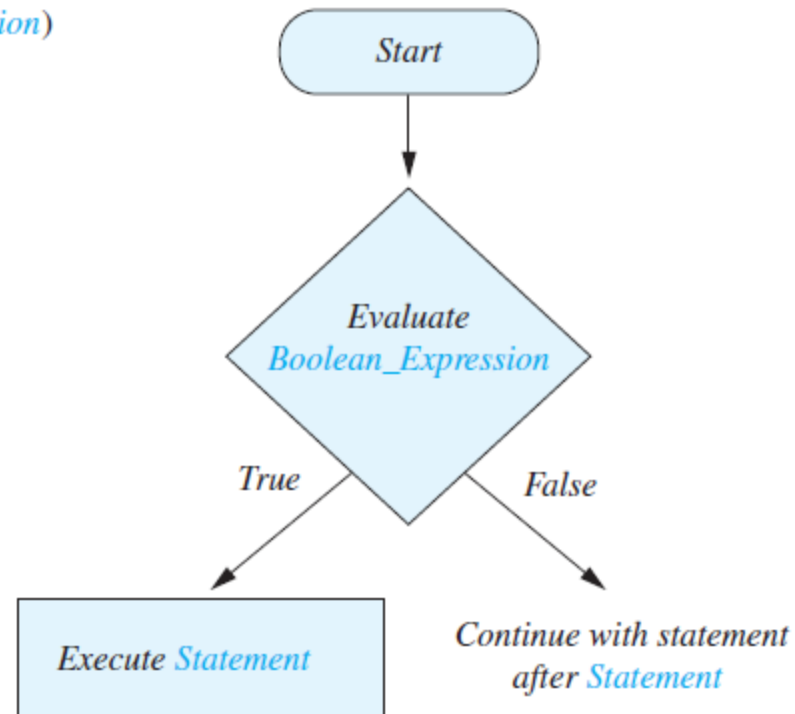 ion)
Start
Evaluate
Boolean_Expression
True
False
Execute Statement
Continue with statement
after Statement